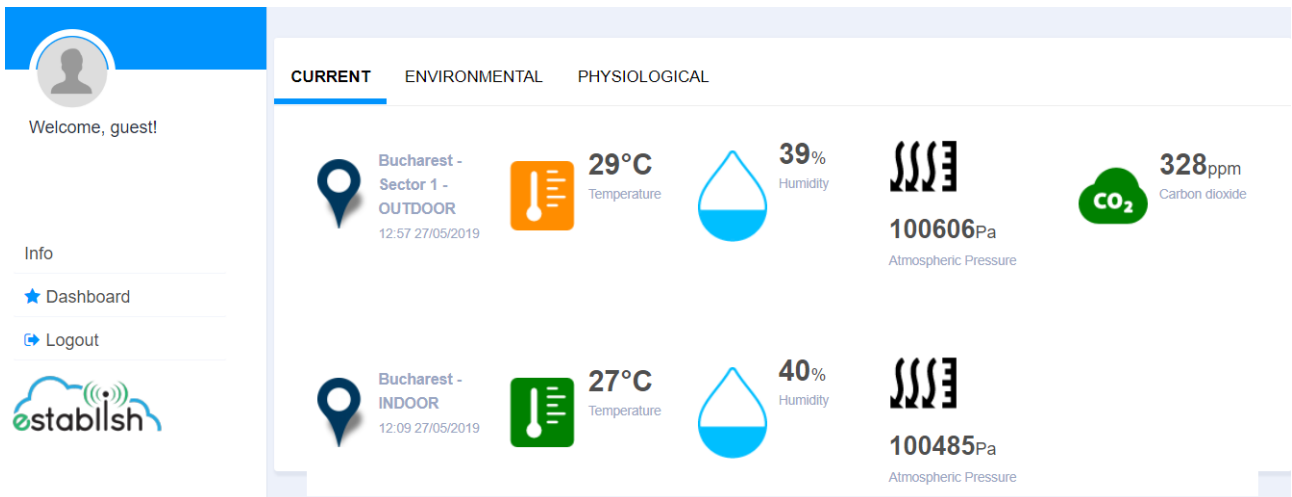 Welcome, guest!
Info
Dashboard
Logout
establish
CURRENT ENVIRONMENTAL PHYSIOLOGICAL
Bucharest -
Sector 1 -
OUTDOOR
12:57 27/05/2019
29°C
Temperature
39%
Humidity
100606Pa
Atmospheric Pressure
CO2
328ppm
Carbon dioxide
Bucharest -
INDOOR
12:09 27/05/2019
27°C
Temperature
40%
Humidity
100485Pa
Atmospheric Pressure